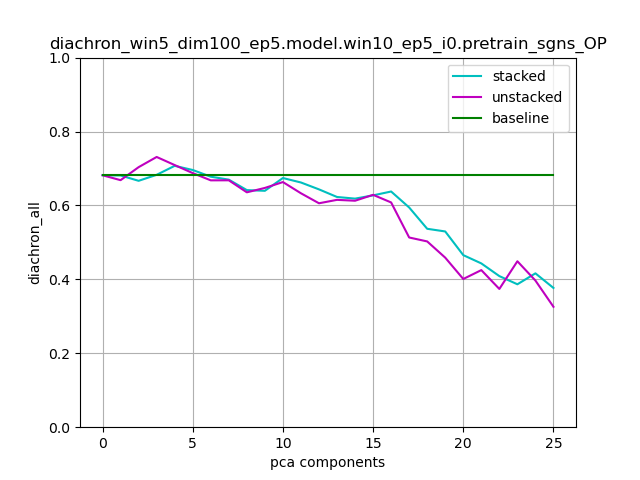 diachron_win5_dim100_ep5.model.win10_ep5_i0.pretrain_sgns_OP
1.0
stacked
unstacked
baseline
0.8
0.6
diachron_all
0.4
0.2
0.0
0 5 10 15 20 25
pca components